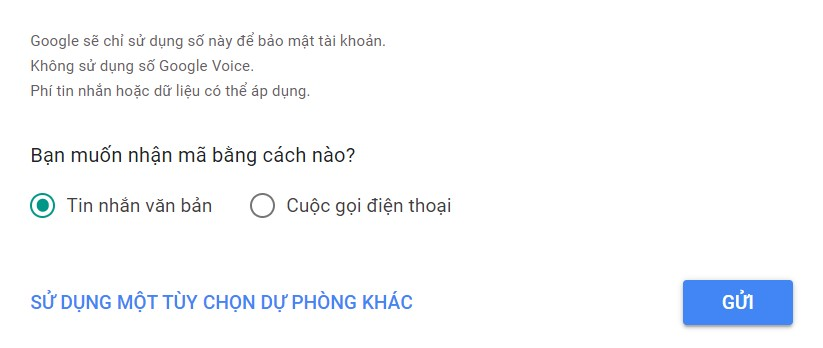 Google sẽ chỉ sử dụng số này để bảo mật tài khoản.
Không sử dụng số Google Voice.
Phí tin nhắn hoặc dữ liệu có thể áp dụng.
Bạn muốn nhận mã bằng cách nào?
Tin nhắn văn bản Cuộc gọi điện thoại
SỬ DỤNG MỘT TÙY CHỌN DỰ PHÒNG KHÁC GỬI